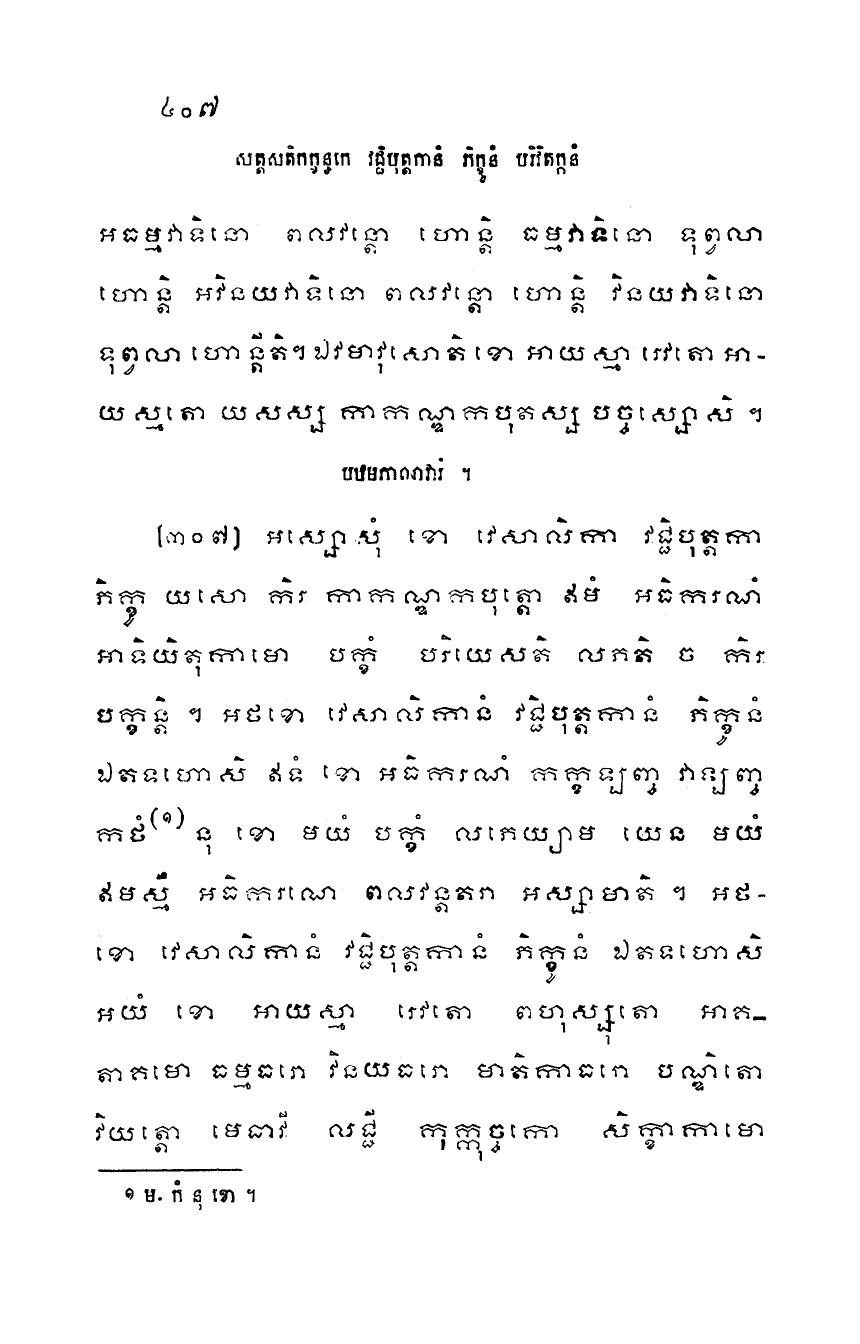 ៤០៧
សត្តសតិកក្ខន្ធកេ វជ្ជិបុត្តកានំ ភិក្ខូនំ បរិវិតក្កនំ
អធម្មវាទិនោ ពលវន្តោ ហោន្តិ ធម្មវាទិនោ ទុព្វលា
ហោន្តិ អវិនយវាទិនោ ពលវន្តោ ហោន្តិ វិនយវាទិនោ
ទុព្វលា ហោន្តីតិ។ ឯវមាវុសោតិ ខោ អាយស្មា រេវតោ អា-
យស្មតោ យសស្ស កាកណ្ឌកបុតស្ស បច្ចស្សោសិ ។
បឋមភាណវារំ ។
[៣០៧] អស្សោសុំ ខោ វេសាលិកា វជ្ជិបុត្តកា
ភិក្ខូ យសោ កិរ កាកណ្ឌកបុត្តោ ឥមំ អធិករណំ
អាទិយិតុកាមោ បក្ខំ បរិយេសតិ លភតិ ច កិរ
បក្ខន្តិ ។ អថខោ វេសាលិកានំ វជ្ជិបុត្តកានំ ភិក្ខូនំ
ឯតទហោសិ ឥទំ ខោ អធិករណំ កក្ខឡញ្ច វាឡញ្ច
កថំ(១) នុ ខោ មយំ បក្ខំ លភេយ្យាម យេន មយំ
ឥមស្មឹ អធិករណេ ពលវន្តតរា អស្សាមាតិ ។ អថ-
ខោ វេសាលិកានំ វជ្ជិបុត្តកានំ ភិក្ខូនំ ឯតទហោសិ
អយំ ខោ អាយស្មា រេវតោ ពហុស្សុតោ អាគ-
តាគមោ ធម្មធរោ វិនយធរោ មាតិកាធរោ បណ្ឌិតោ
វិយត្តោ មេធាវី លជ្ជី កុក្កុច្ចកោ សិក្ខាកាមោ
១ ម. កំ នុ ខោ ។